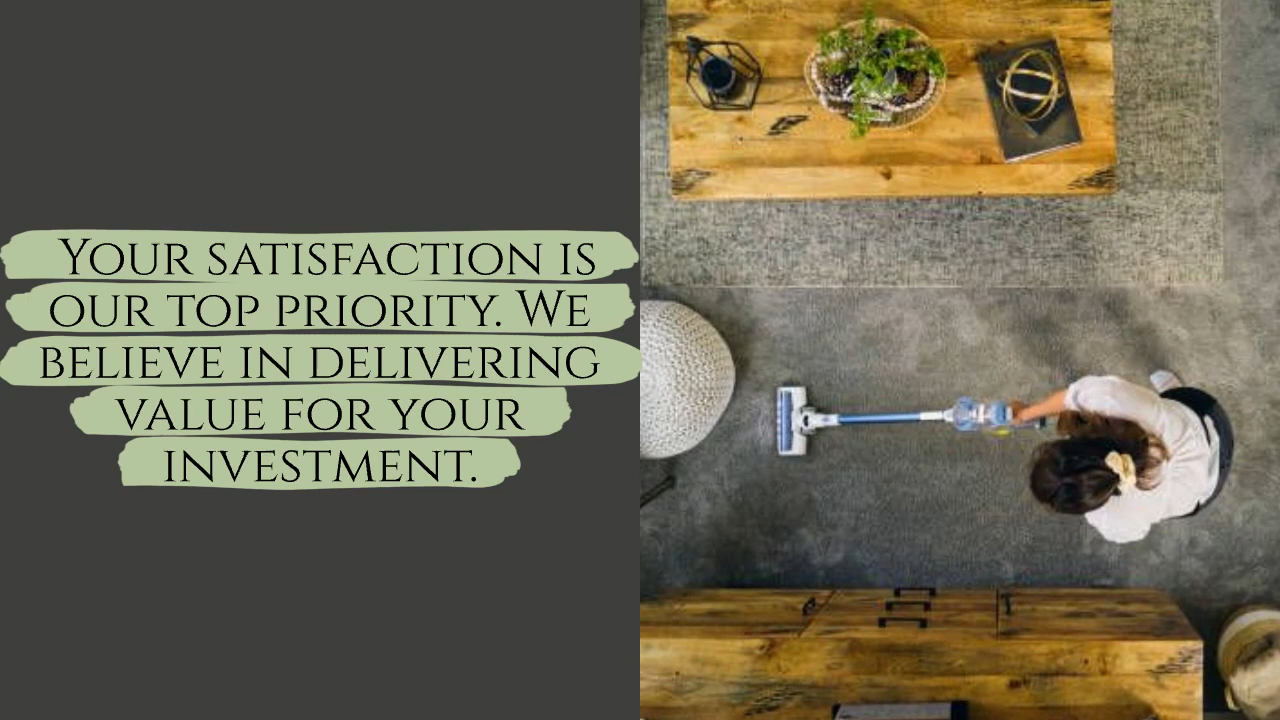 Your satisfaction is
our top priority. We
believe in delivering
value for your
investment.